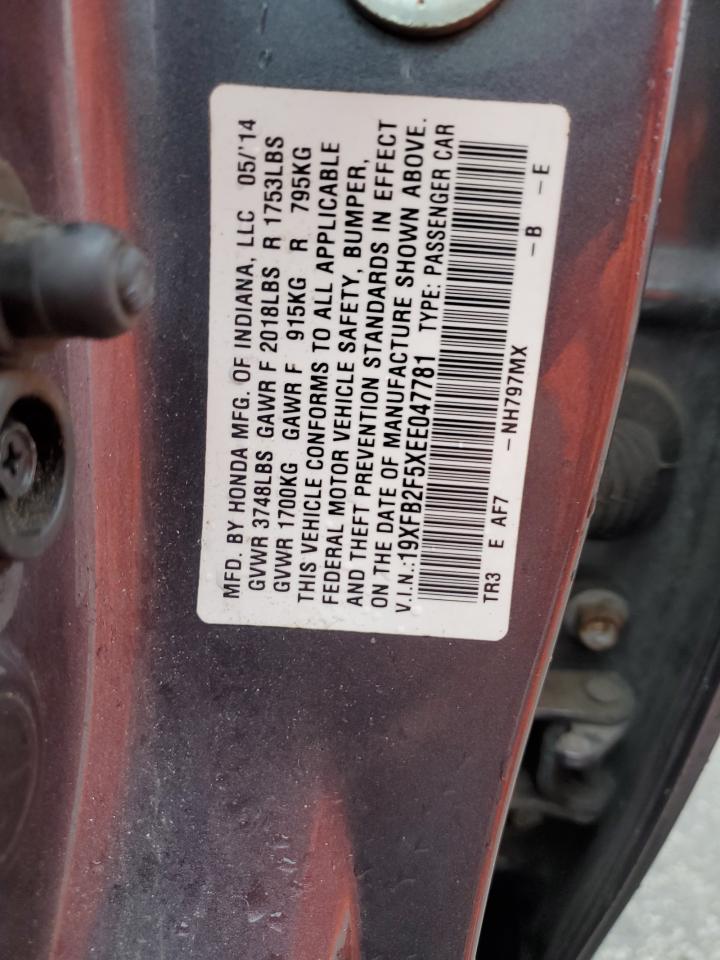 MFD. BY HONDA MFG. OF INDIANA, LLC 05/'14
GVWR 3748LBS GAWR F 2018LBS R 1753LBS
GVWR 1700KG GAWR F 915KG R 795KG
THIS VEHICLE CONFORMS TO ALL APPLICABLE
FEDERAL MOTOR VEHICLE SAFETY, BUMPER,
AND THEFT PREVENTION STANDARDS IN EFFECT
ON THE DATE OF MANUFACTURE SHOWN ABOVE.
V.I.N.:19XFB2F5XEE047781 TYPE: PASSENGER CAR
TR3 E AF7 -NH797MX -B -E